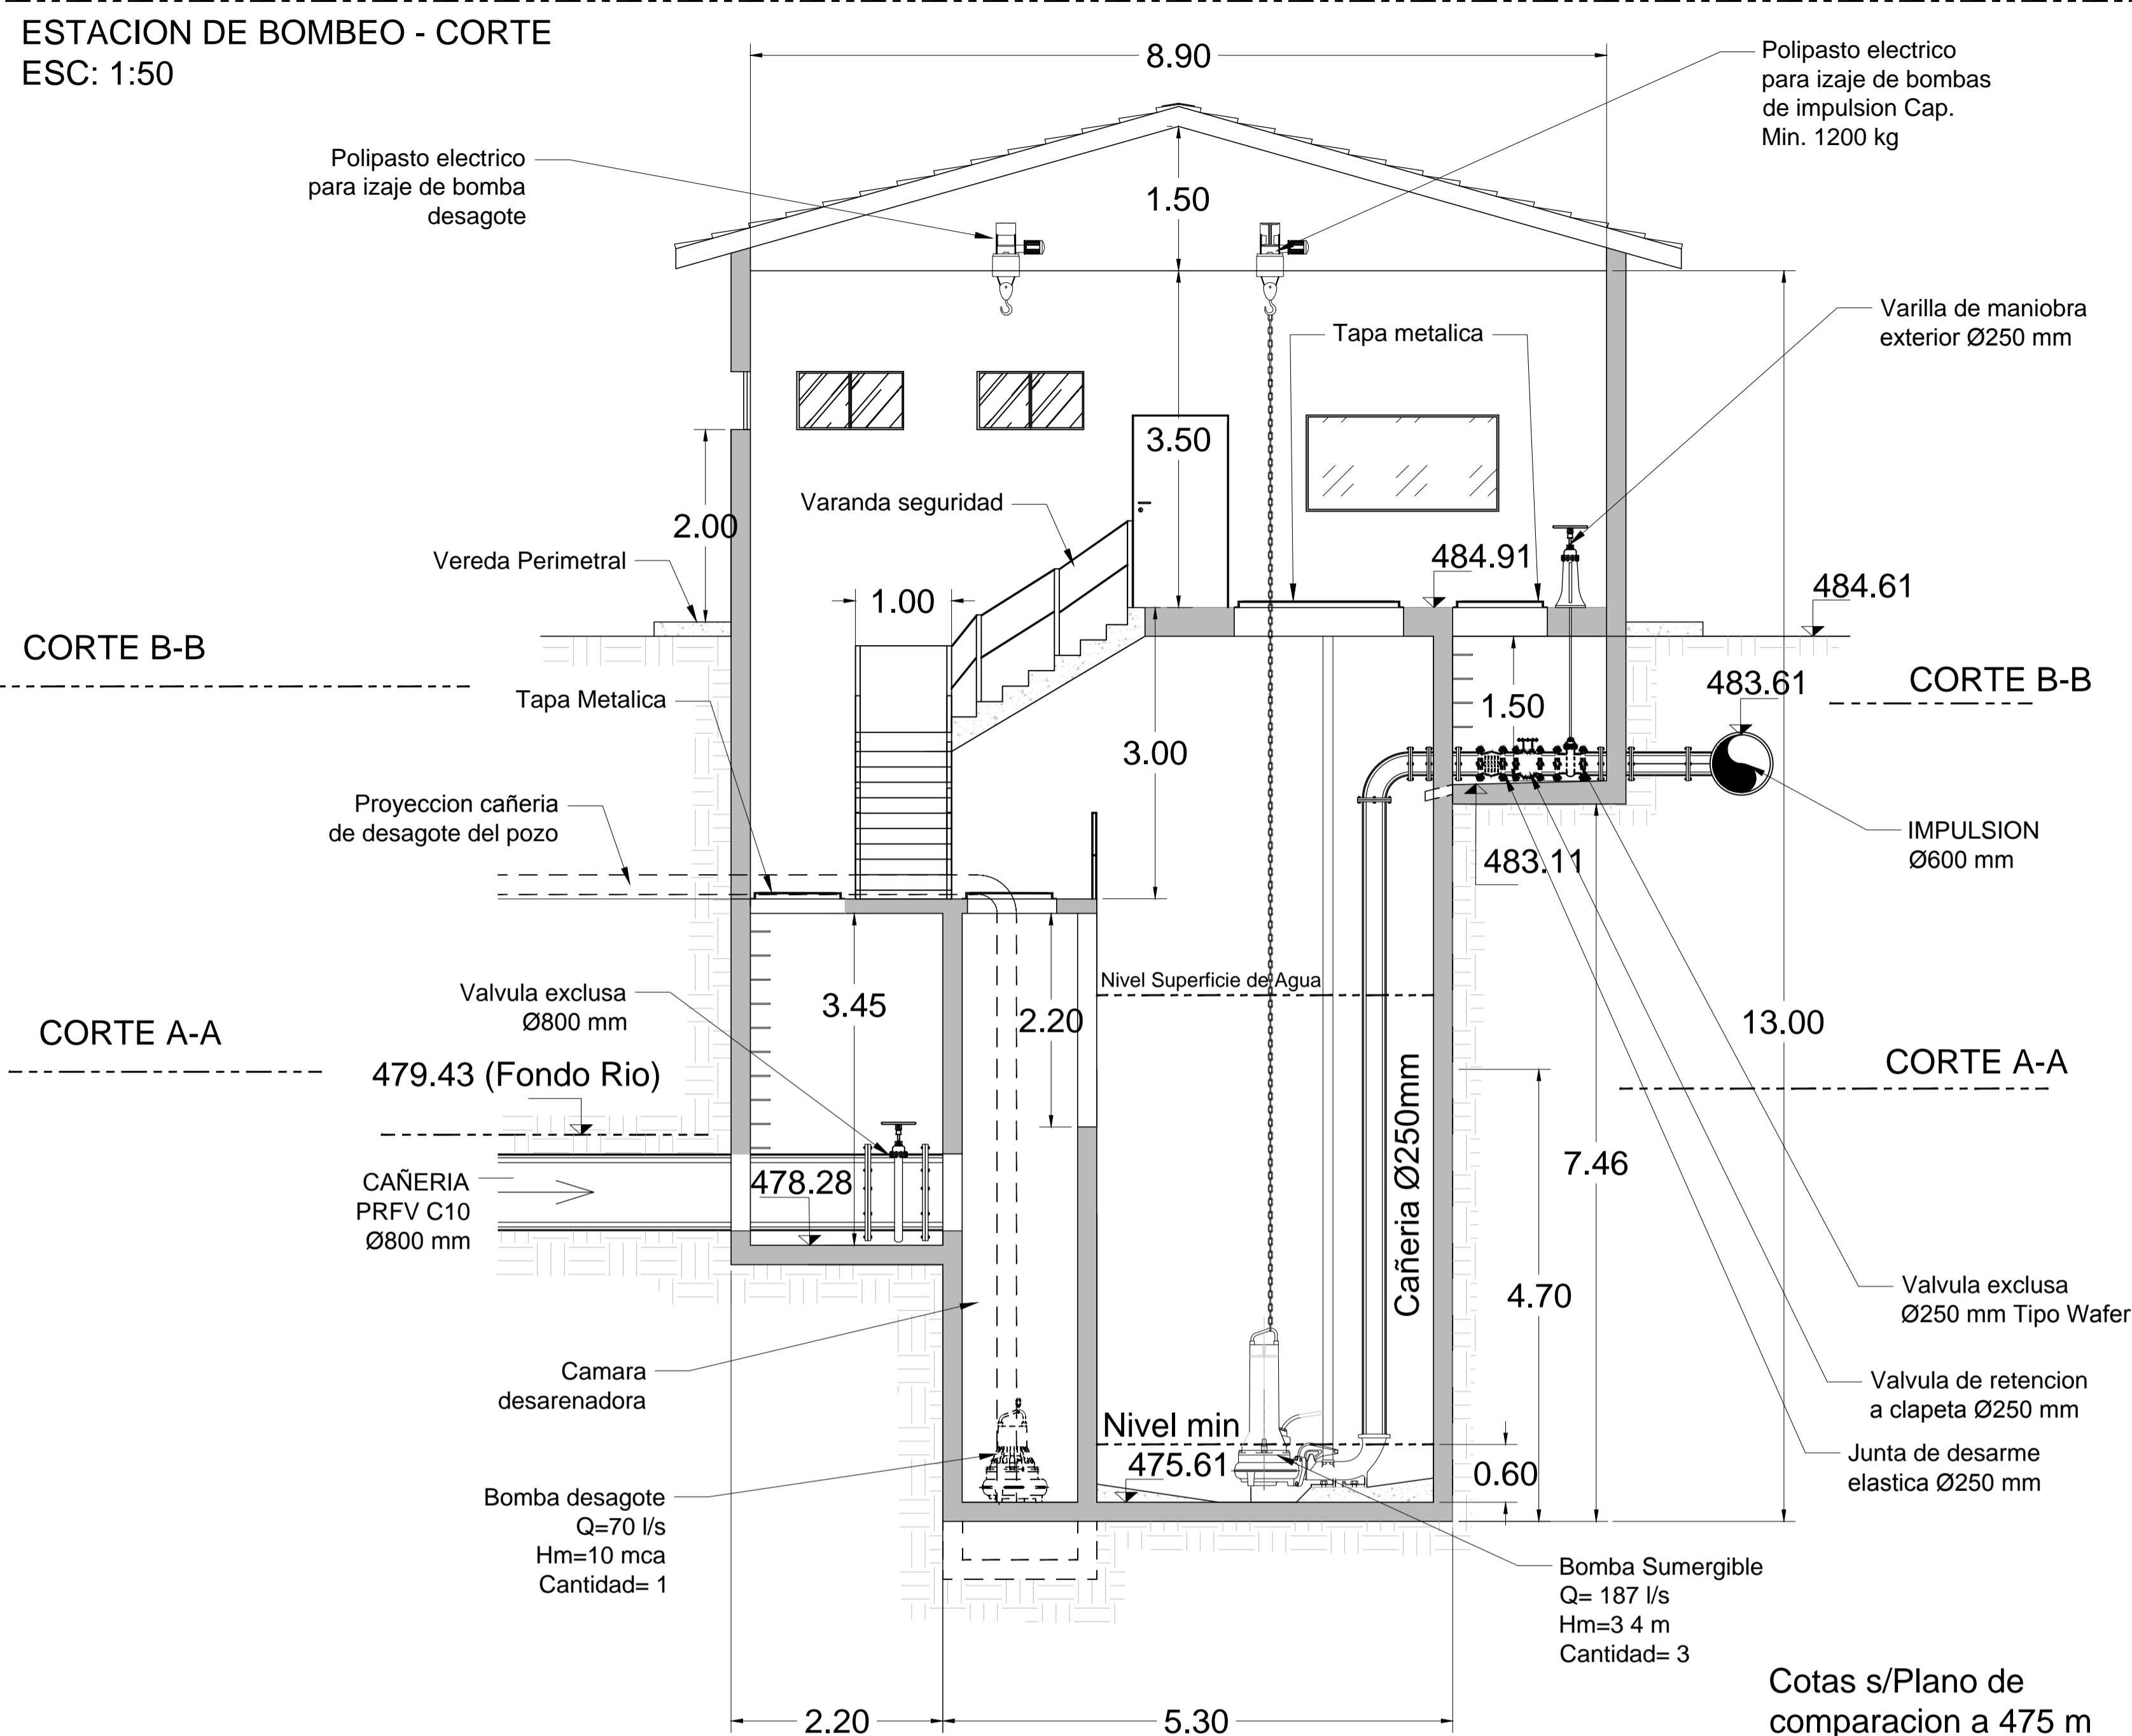 ESTACION DE BOMBEO - CORTE
ESC: 1:50
8.90
Polipasto electrico
para izaje de bombas
de impulsion Cap.
Min. 1200 kg
Polipasto electrico
para izaje de bomba
desagote
1.50
Varilla de maniobra
exterior Ø250 mm
Tapa metalica
3.50
Varanda seguridad
2.00
Vereda Perimetral
484.91
484.61
1.00
CORTE B-B
CORTE B-B
483.61
Tapa Metalica
1.50
3.00
Proyeccion cañeria
de desagote del pozo
IMPULSION
Ø600 mm
483.11
Nivel Superficie de Agua
Valvula exclusa
Ø800 mm
3.45
2.20
13.00
CORTE A-A
CORTE A-A
479.43 (Fondo Rio)
Cañeria Ø250mm
7.46
CAÑERIA
PRFV C10
Ø800 mm
478.28
4.70
Valvula exclusa
Ø250 mm Tipo Wafer
Camara
desarenadora
Valvula de retencion
a clapeta Ø250 mm
Nivel min
475.61
0.60
Junta de desarme
elastica Ø250 mm
Bomba desagote
Q=70 l/s
Hm=10 mca
Cantidad= 1
Bomba Sumergible
Q= 187 l/s
Hm=3 4 m
Cantidad= 3
2.20
5.30
Cotas s/Plano de
comparacion a 475 m